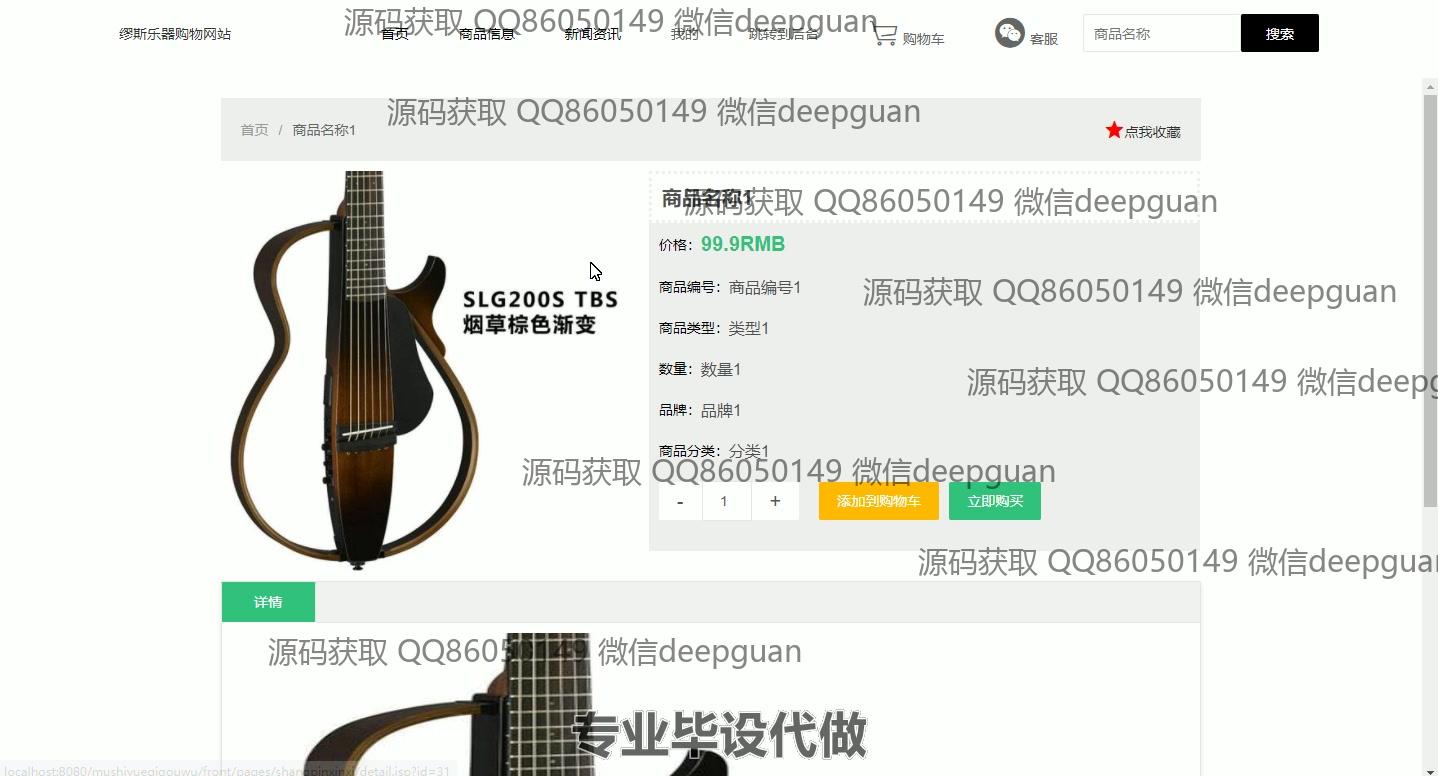 源码获取 QQ86050149 微信deepguan
缪斯乐器购物网站 首页 商品信息 新闻资讯 我的 跳转到后台 购物车 客服 商品名称 搜索
源码获取 QQ86050149 微信deepguan
首页 / 商品名称1 点我收藏
商品名称1
源码获取 QQ86050149 微信deepguan
价格：99.9RMB
商品编号：商品编号1
源码获取 QQ86050149 微信deepguan
SLG200S TBS
烟草棕色渐变
商品类型：类型1
数量：数量1
源码获取 QQ86050149 微信deep
品牌：品牌1
商品分类：分类1
源码获取 QQ86050149 微信deepguan
- 1 + 添加到购物车 立即购买
源码获取 QQ86050149 微信deepguan
详情
源码获取 QQ86050149 微信deepguan
专业毕设代做
localhost:8080/mushiyueqigouwu/front/pages/shangpinxinxi/detail.jsp?id=31